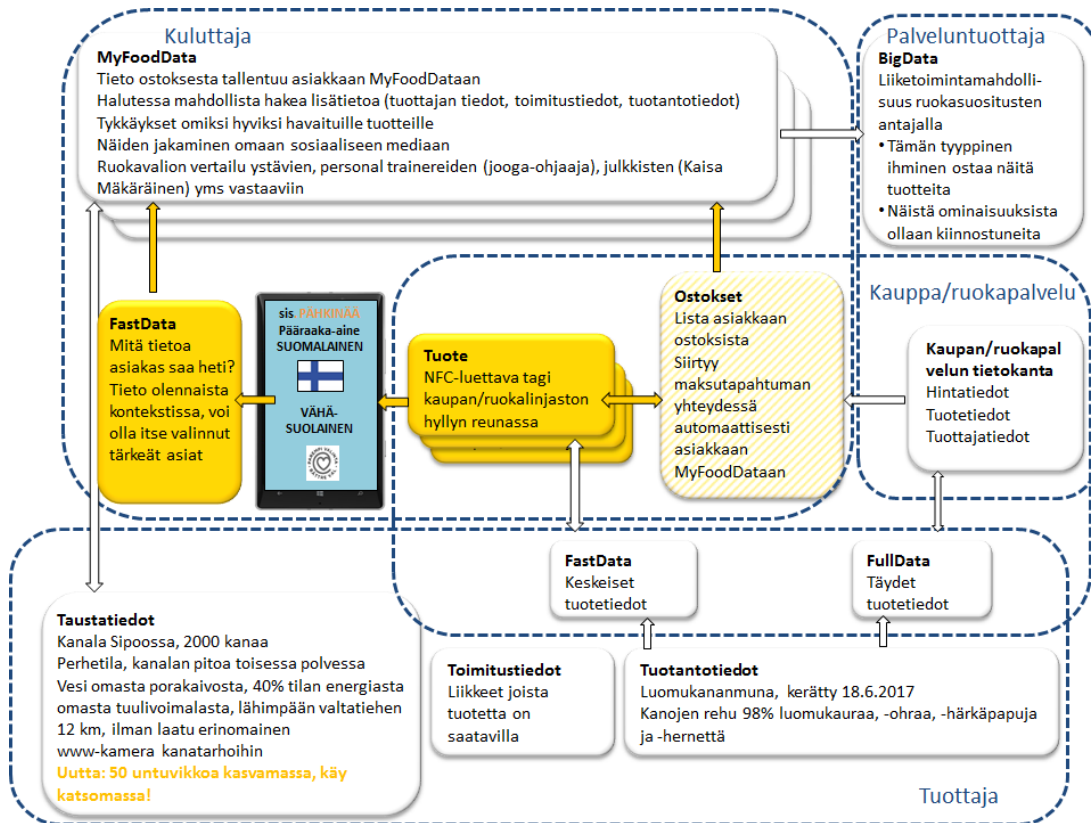 Kuluttaja
MyFoodData
Tieto ostoksesta tallentuu asiakkaan MyFoodDataan
Halutessa mahdollista hakea lisätietoa (tuottajan tiedot, toimitustiedot, tuotantotiedot)
Tykkäykset omiksi hyviksi havaituille tuotteille
Näiden jakaminen omaan sosiaaliseen mediaan
Ruokavalion vertailu ystävien, personal trainereiden (jooga-ohjaaja), julkkisten (Kaisa
Mäkäräinen) yms vastaaviin
Palveluntuottaja
BigData
Liiketoimintamahdolli-
suus ruokasuositusten
antajalla
• Tämän tyyppinen
ihminen ostaa näitä
tuotteita
• Näistä ominaisuuksista
ollaan kiinnostuneita
FastData
Mitä tietoa
asiakas saa heti?
Tieto olennaista
kontekstissa, voi
olla itse valinnut
tärkeät asiat
sis. PÄHKINÄÄ
Pääraaka-aine
SUOMALAINEN
VÄHÄ-
SUOLAINEN
Tuote
NFC-luettava tagi
kaupan/ruokalinjaston
hyllyn reunassa
Ostokset
Lista asiakkaan
ostoksista
Siirtyy
maksutapahtuman
yhteydessä
automaattisesti
asiakkaan
MyFoodDataan
Kauppa/ruokapalvelu
Kaupan/ruokapal
velun tietokanta
Hintatiedot
Tuotetiedot
Tuottajatiedot
FastData
Keskeiset
tuotetiedot
FullData
Täydet
tuotetiedot
Taustatiedot
Kanala Sipoossa, 2000 kanaa
Perhetila, kanalan pitoa toisessa polvessa
Vesi omasta porakaivosta, 40% tilan energiasta
omasta tuulivoimalasta, lähimpään valtatiehen
12 km, ilman laatu erinomainen
www-kamera kanatarhoihin
Uutta: 50 untuvikkoa kasvamassa, käy
katsomassa!
Toimitustiedot
Liikkeet joista
tuotetta on
saatavilla
Tuotantotiedot
Luomukananmuna, kerätty 18.6.2017
Kanojen rehu 98% luomukauraa, -ohraa, -härkäpapuja
ja -hernettä
Tuottaja